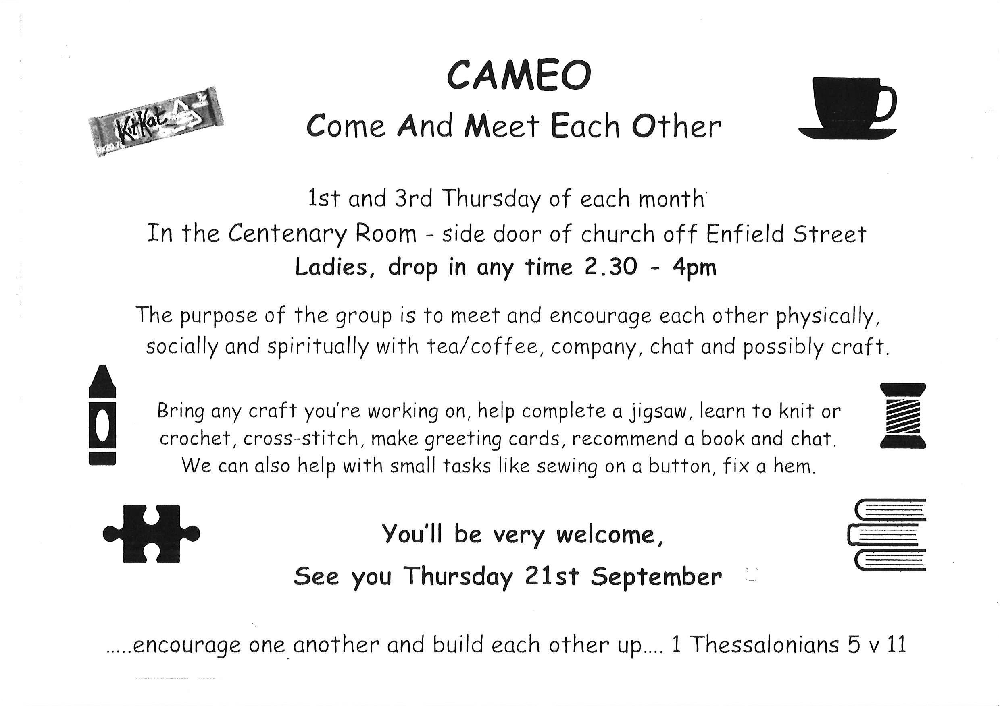 CAMEO
KitKat
Come And Meet Each Other
1st and 3rd Thursday of each month
In the Centenary Room - side door of church off Enfield Street
Ladies, drop in any time 2.30 - 4pm
The purpose of the group is to meet and encourage each other physically,
socially and spiritually with tea/coffee, company, chat and possibly craft.
Bring any craft you're working on, help complete a jigsaw, learn to knit or
crochet, cross-stitch, make greeting cards, recommend a book and chat.
We can also help with small tasks like sewing on a button, fix a hem.
You'll be very welcome,
See you Thursday 21st September
.....encourage one another and build each other up.... 1 Thessalonians 5 v 11